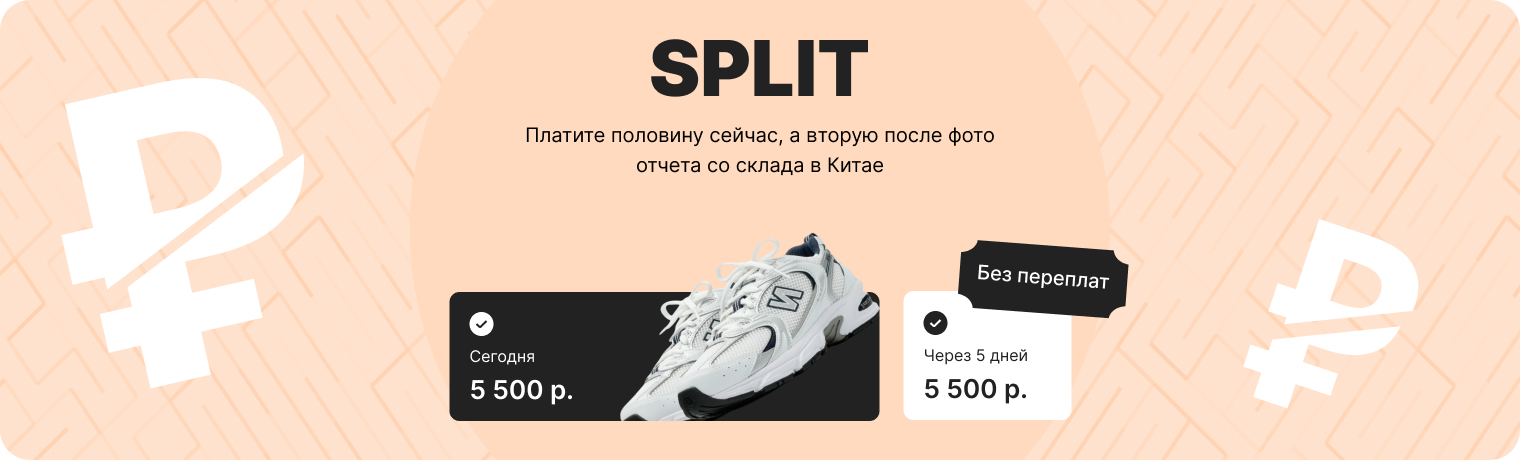 SPLIT
Платите половину сейчас, а вторую после фото
отчета со склада в Китае
Без переплат
Сегодня
5 500 р.
Через 5 дней
5 500 р.